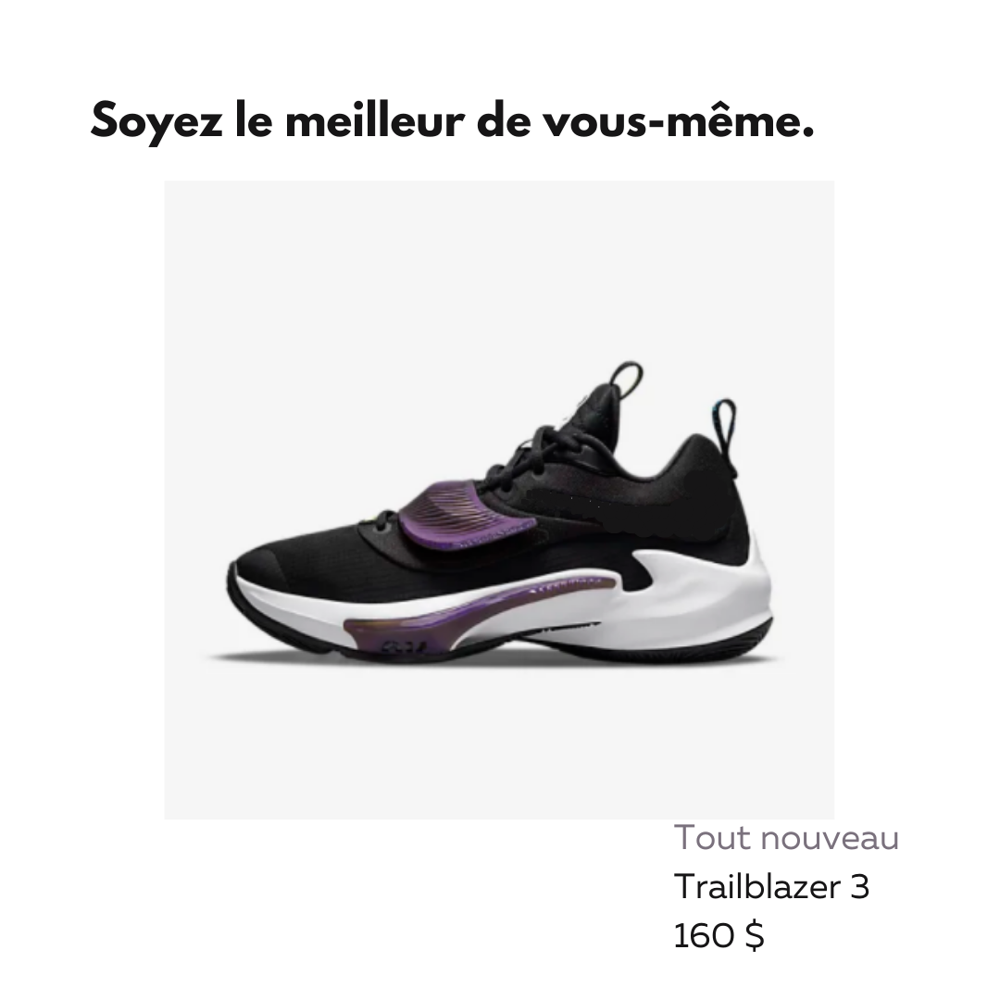 Soyez le meilleur de vous-même.
Tout nouveau
Trailblazer 3
160 $